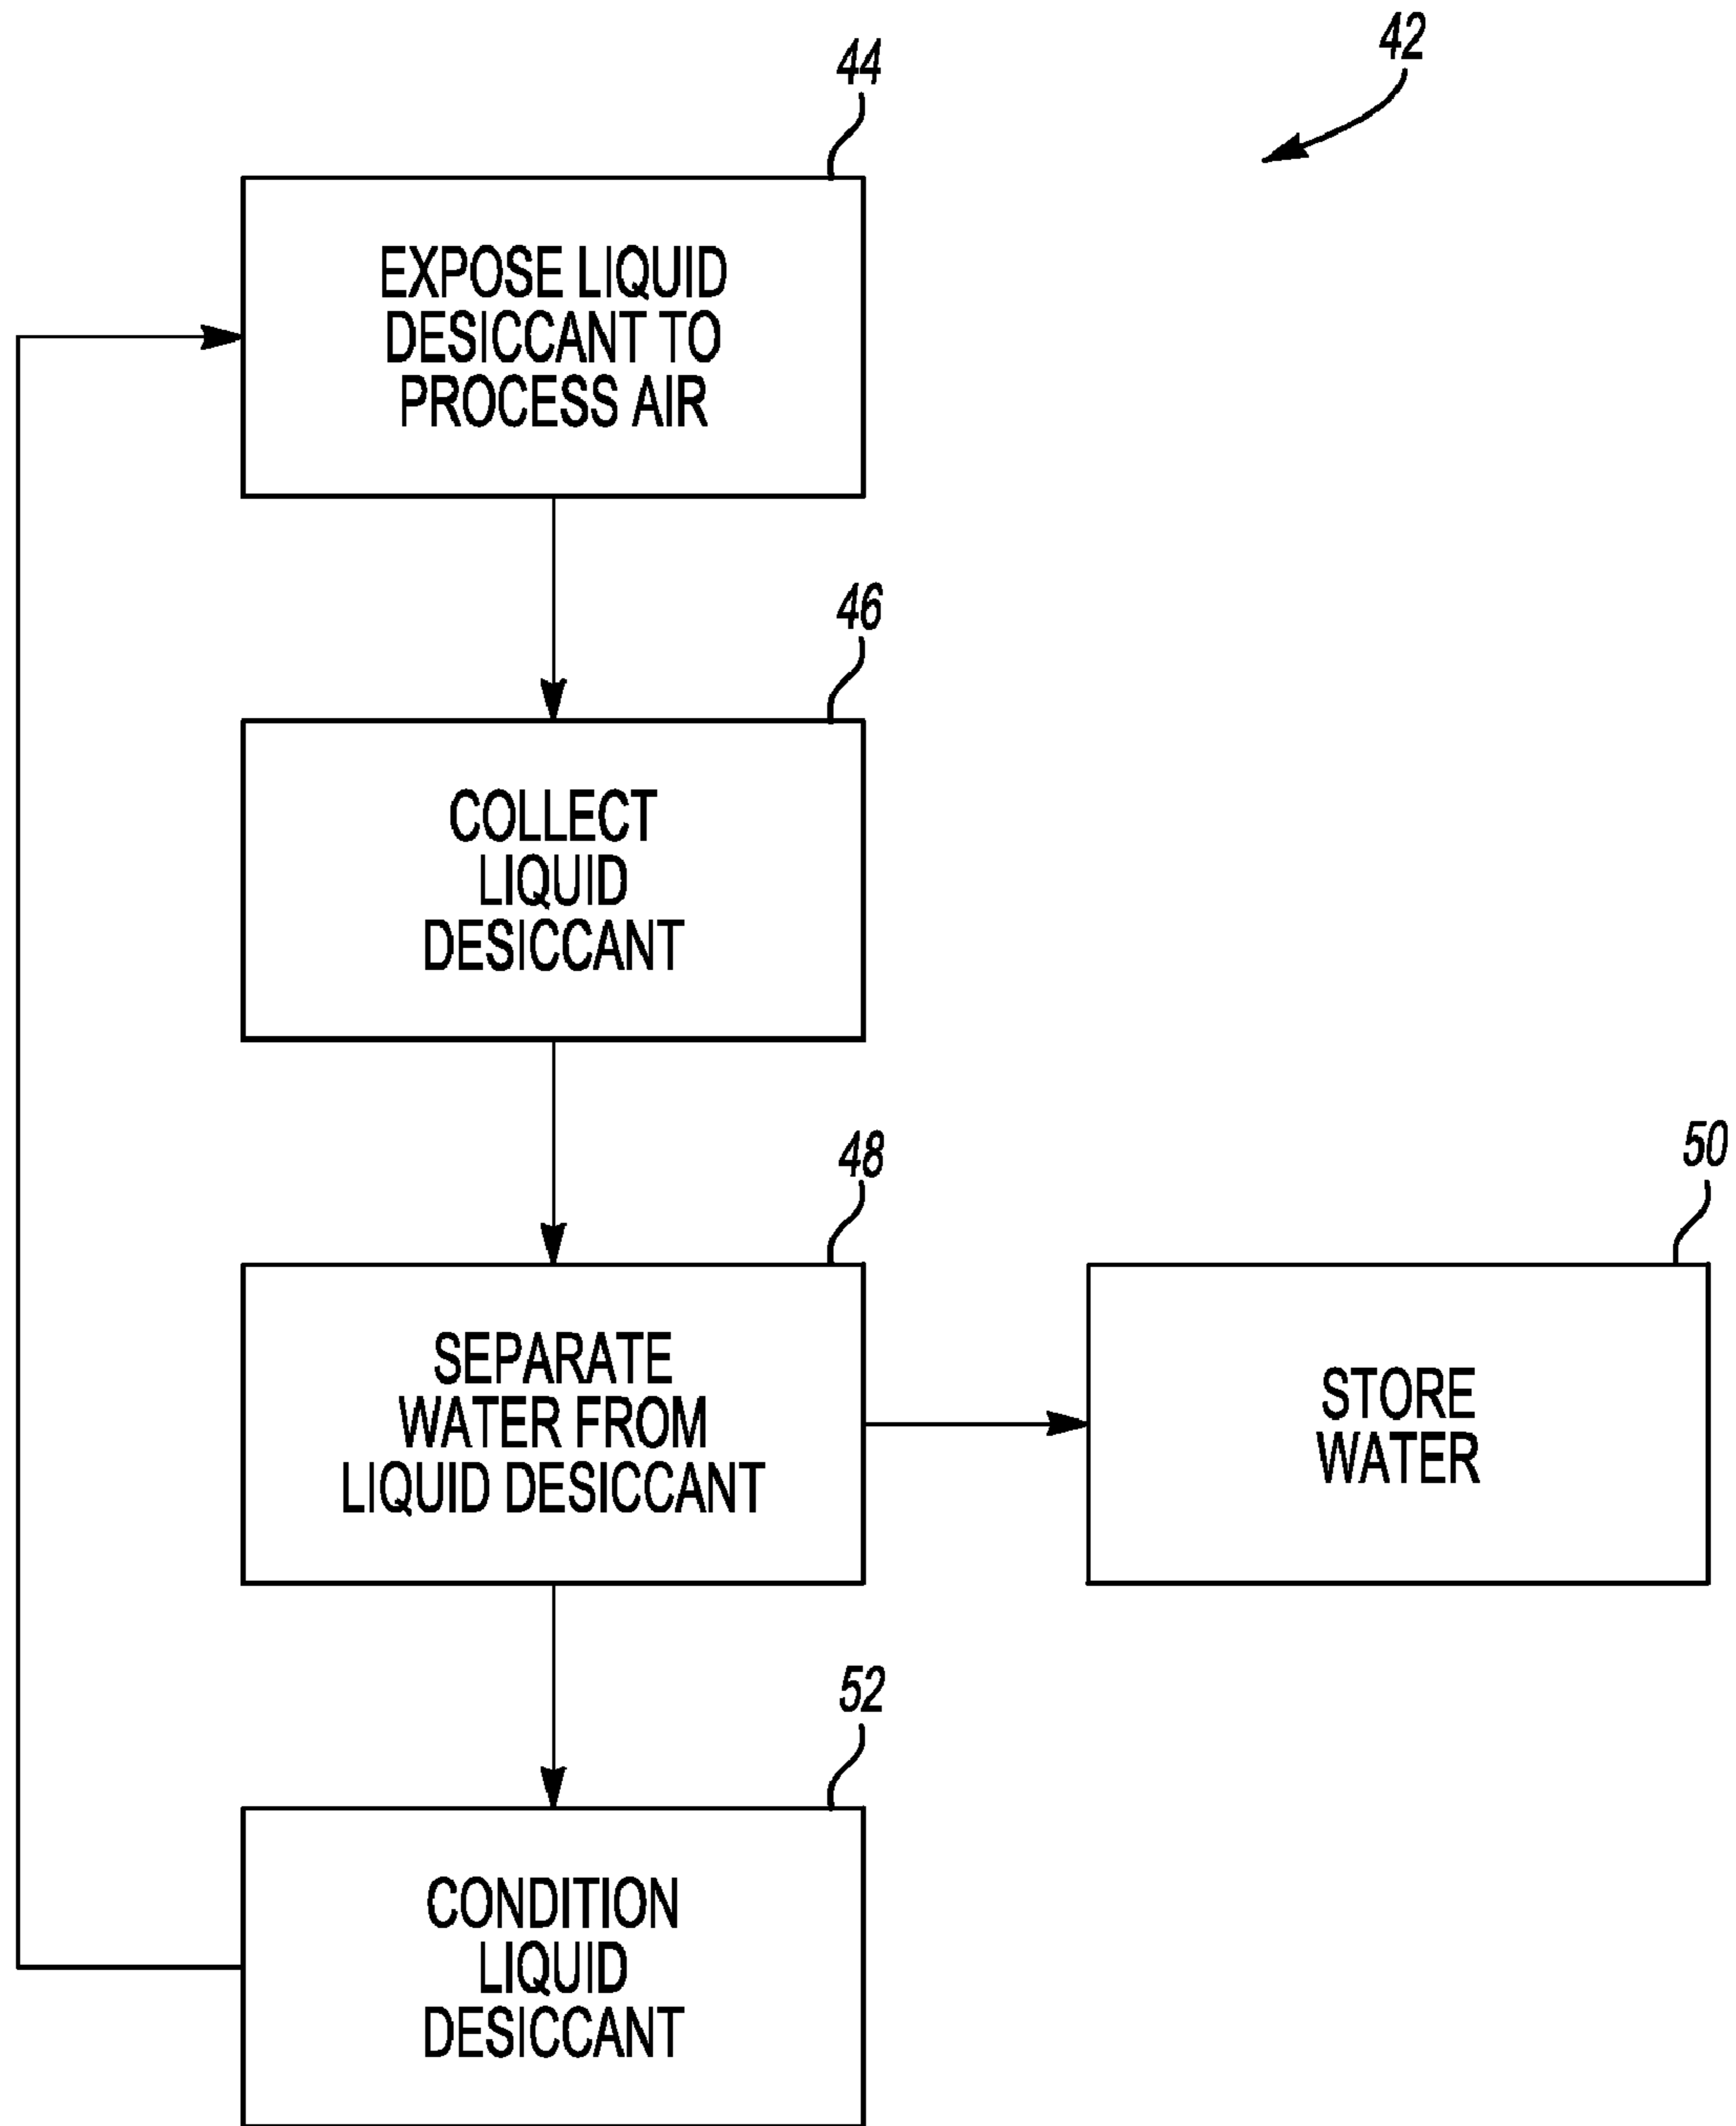 42
44
EXPOSE LIQUID
DESICCANT TO
PROCESS AIR
46
COLLECT
LIQUID
DESICCANT
48
SEPARATE
WATER FROM
LIQUID DESICCANT
50
STORE
WATER
52
CONDITION
LIQUID
DESICCANT